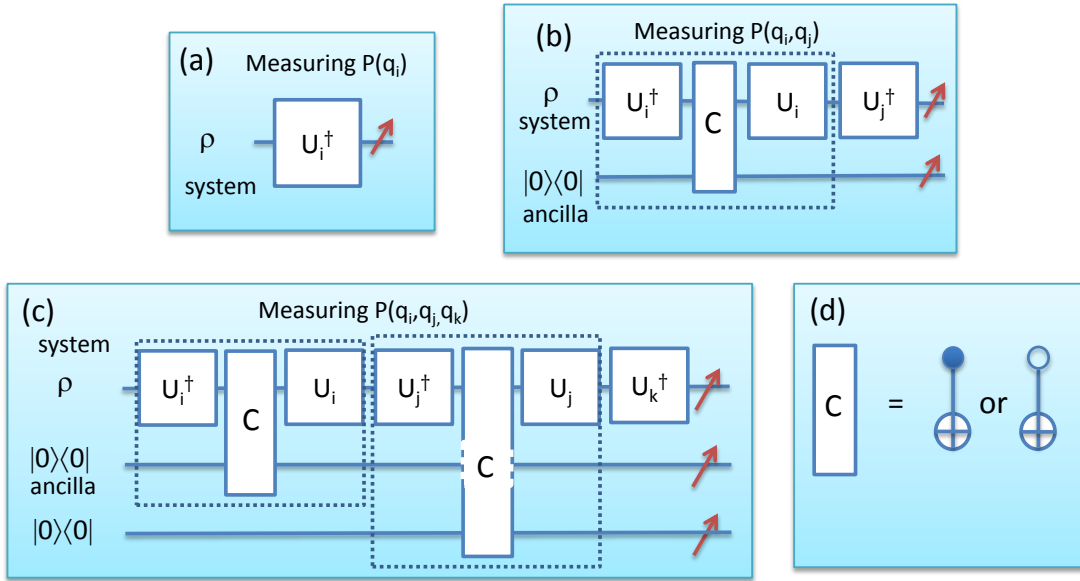 (a)
Measuring P(qᵢ)
ρ
system
Uᵢ†
(b)
Measuring P(qᵢ,qⱼ)
ρ
system
Uᵢ† C Uᵢ Uⱼ†
|0⟩⟨0|
ancilla
(c)
Measuring P(qᵢ,qⱼ,qₖ)
system
ρ
Uᵢ† C Uᵢ Uⱼ† C Uⱼ Uₖ†
|0⟩⟨0|
ancilla
|0⟩⟨0|
(d)
C = or